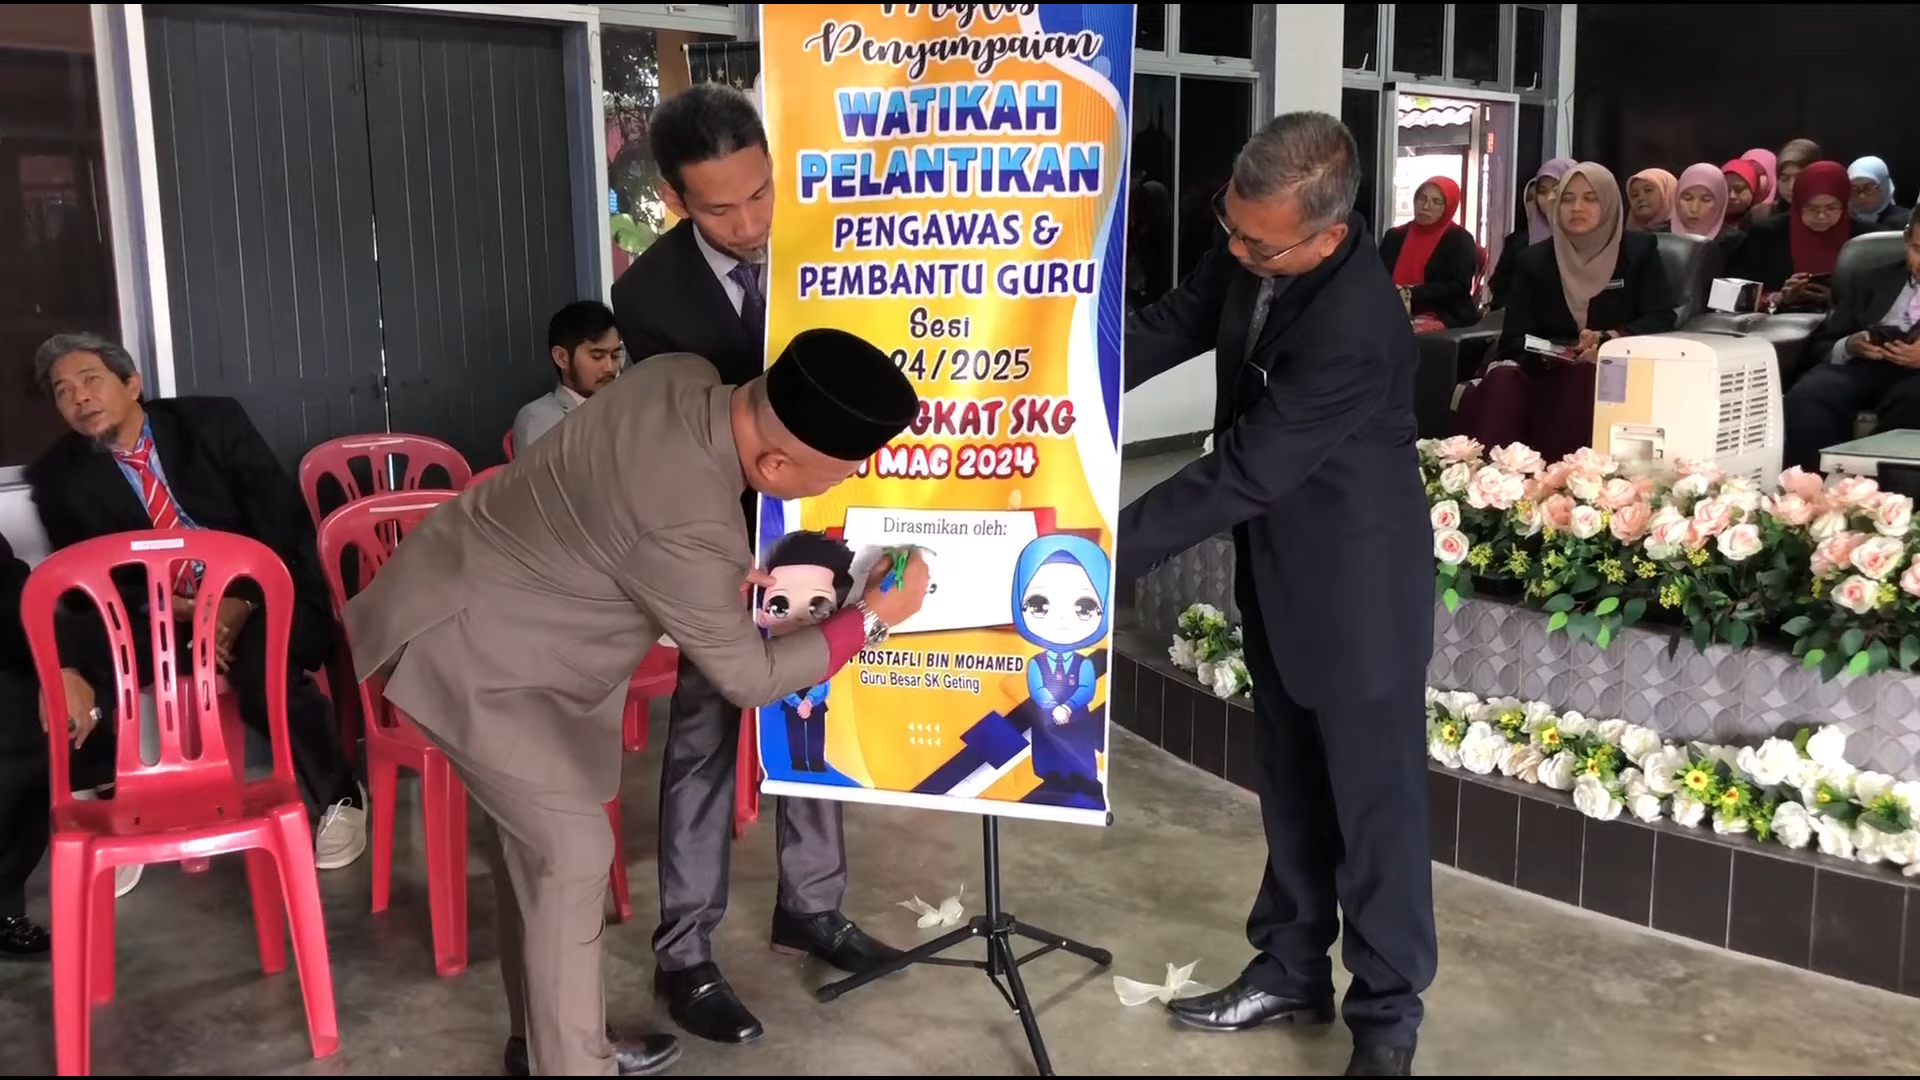 Majlis
Penyampaian
WATIKAH
PELANTIKAN
PENGAWAS &
PEMBANTU GURU
Sesi
24/2025
GKAT SKG
MAC 2024
Dirasmikan oleh:
ROSTAFLI BIN MOHAMED
Guru Besar SK Geting